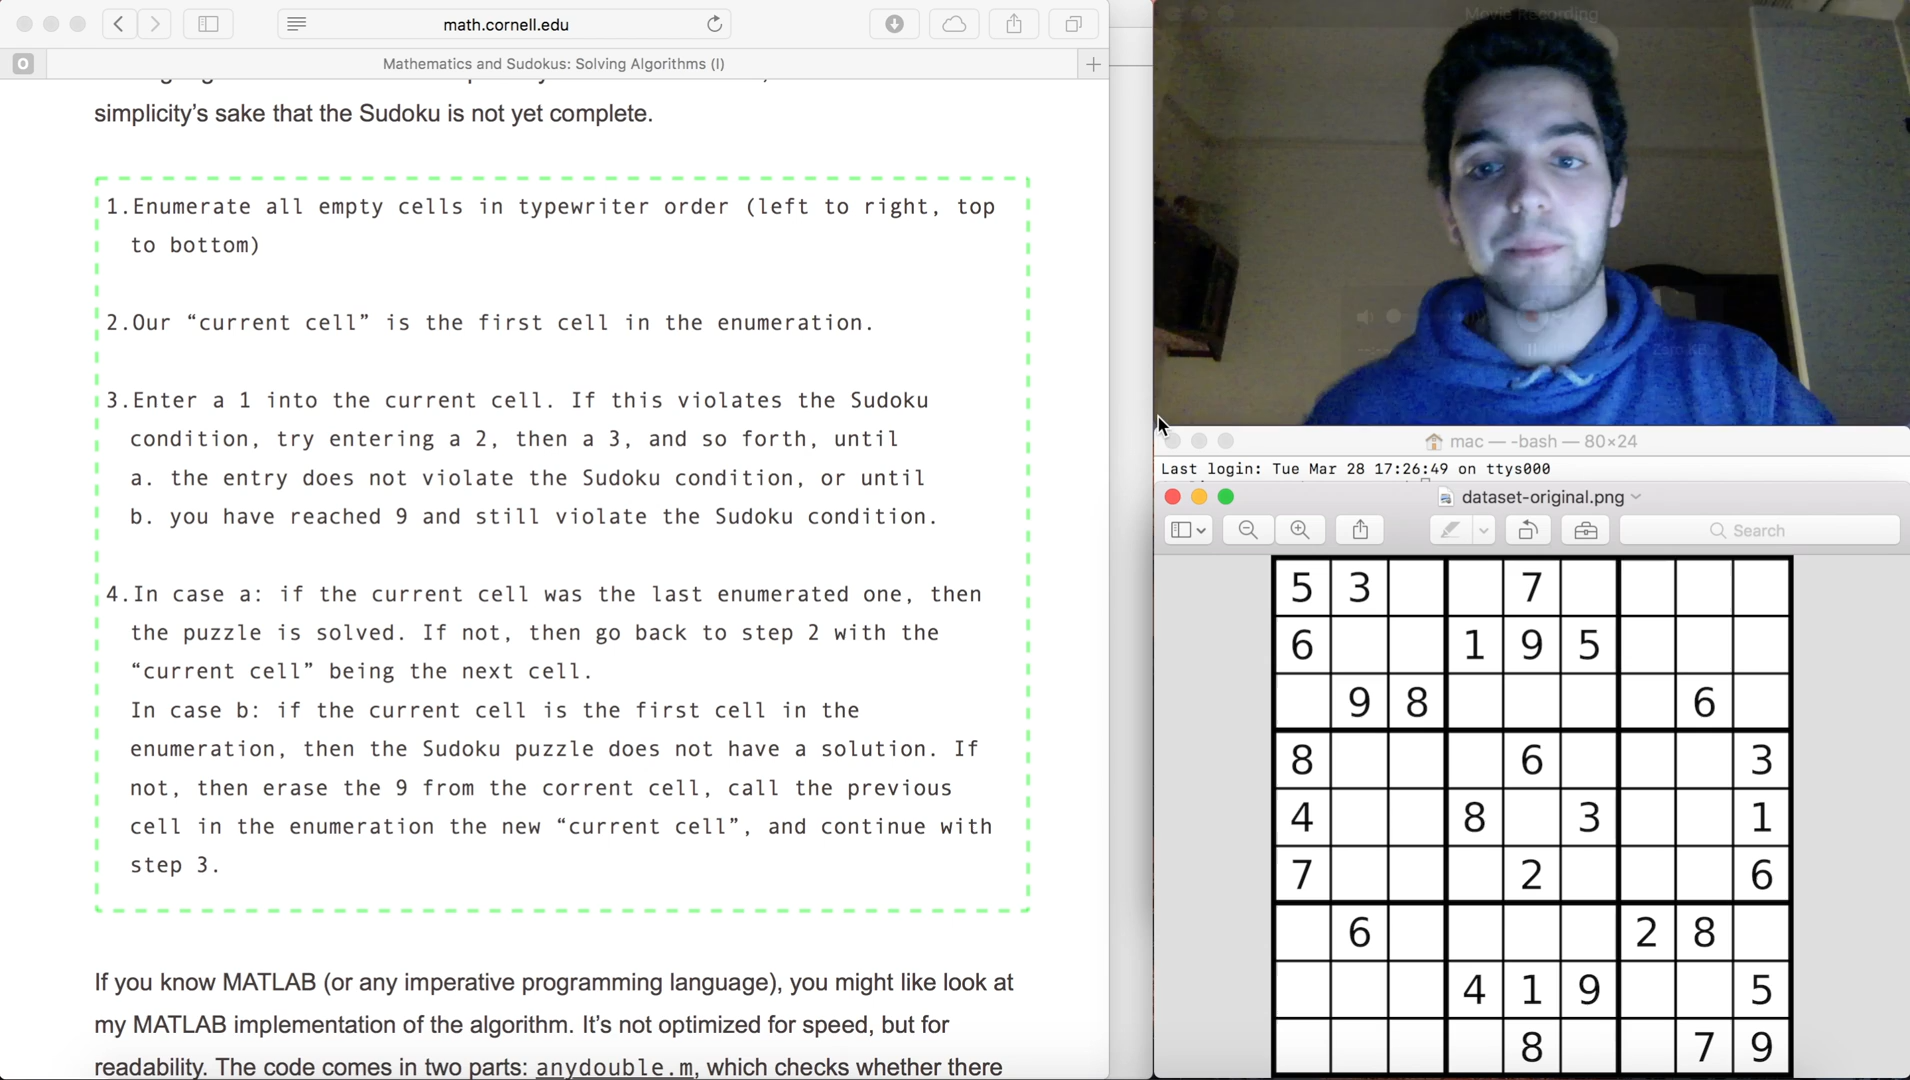 math.cornell.edu
O
Mathematics and Sudokus: Solving Algorithms (I)
simplicity’s sake that the Sudoku is not yet complete.
1.Enumerate all empty cells in typewriter order (left to right, top
to bottom)
2.Our “current cell” is the first cell in the enumeration.
3.Enter a 1 into the current cell. If this violates the Sudoku
condition, try entering a 2, then a 3, and so forth, until
a. the entry does not violate the Sudoku condition, or until
b. you have reached 9 and still violate the Sudoku condition.
4.In case a: if the current cell was the last enumerated one, then
the puzzle is solved. If not, then go back to step 2 with the
“current cell” being the next cell.
In case b: if the current cell is the first cell in the
enumeration, then the Sudoku puzzle does not have a solution. If
not, then erase the 9 from the corrent cell, call the previous
cell in the enumeration the new “current cell”, and continue with
step 3.
If you know MATLAB (or any imperative programming language), you might like look at
my MATLAB implementation of the algorithm. It’s not optimized for speed, but for
readability. The code comes in two parts: anydouble.m, which checks whether there
Movie Recording
Zero KB
mac — -bash — 80×24
Last login: Tue Mar 28 17:26:49 on ttys000
dataset-original.png
Search
5 3 7
6 1 9 5
9 8 6
8 6 3
4 8 3 1
7 2 6
6 2 8
4 1 9 5
8 7 9